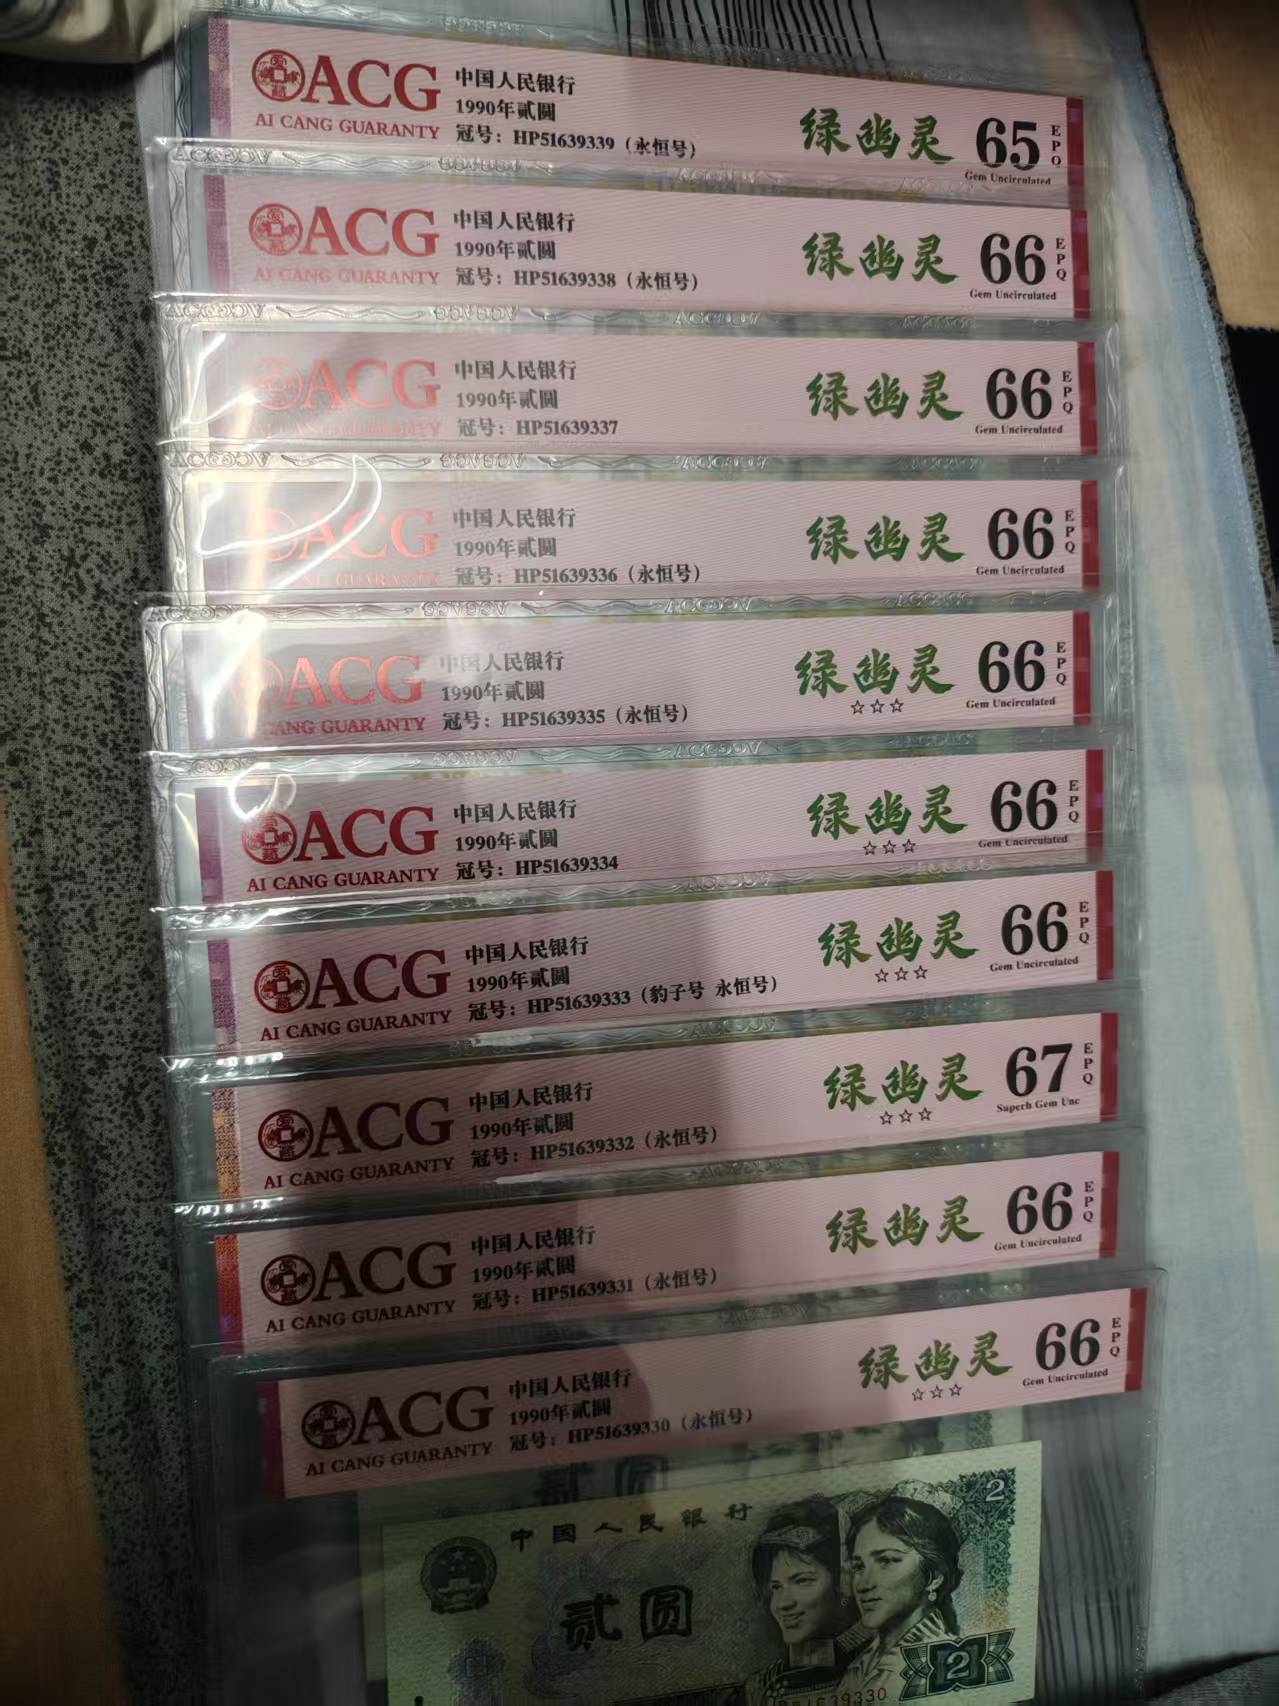 ACG
AI CANG GUARANTY
中国人民银行
1990年贰圆
冠号：HP51639339（永恒号）
绿幽灵
65
EPQ
Gem Uncirculated
ACG
AI CANG GUARANTY
中国人民银行
1990年贰圆
冠号：HP51639338（永恒号）
绿幽灵
66
EPQ
Gem Uncirculated
ACG
AI CANG GUARANTY
中国人民银行
1990年贰圆
冠号：HP51639337
绿幽灵
66
EPQ
Gem Uncirculated
ACG
GUARANTY
中国人民银行
1990年贰圆
冠号：HP51639336（永恒号）
绿幽灵
66
EPQ
Gem Uncirculated
ACG
CANG GUARANTY
中国人民银行
1990年贰圆
冠号：HP51639335（永恒号）
绿幽灵
☆☆☆
66
EPQ
Gem Uncirculated
ACG
AI CANG GUARANTY
中国人民银行
1990年贰圆
冠号：HP51639334
绿幽灵
☆☆☆
66
EPQ
Gem Uncirculated
ACG
AI CANG GUARANTY
中国人民银行
1990年贰圆
冠号：HP51639333（豹子号 永恒号）
绿幽灵
☆☆☆
66
EPQ
Gem Uncirculated
ACG
AI CANG GUARANTY
中国人民银行
1990年贰圆
冠号：HP51639332（永恒号）
绿幽灵
☆☆☆
67
EPQ
Superb Gem Unc
ACG
AI CANG GUARANTY
中国人民银行
1990年贰圆
冠号：HP51639331（永恒号）
绿幽灵
66
EPQ
Gem Uncirculated
ACG
AI CANG GUARANTY
中国人民银行
1990年贰圆
冠号：HP51639330（永恒号）
绿幽灵
☆☆☆
66
EPQ
Gem Uncirculated
贰圆
中国人民银行
2
贰圆
2
51639330